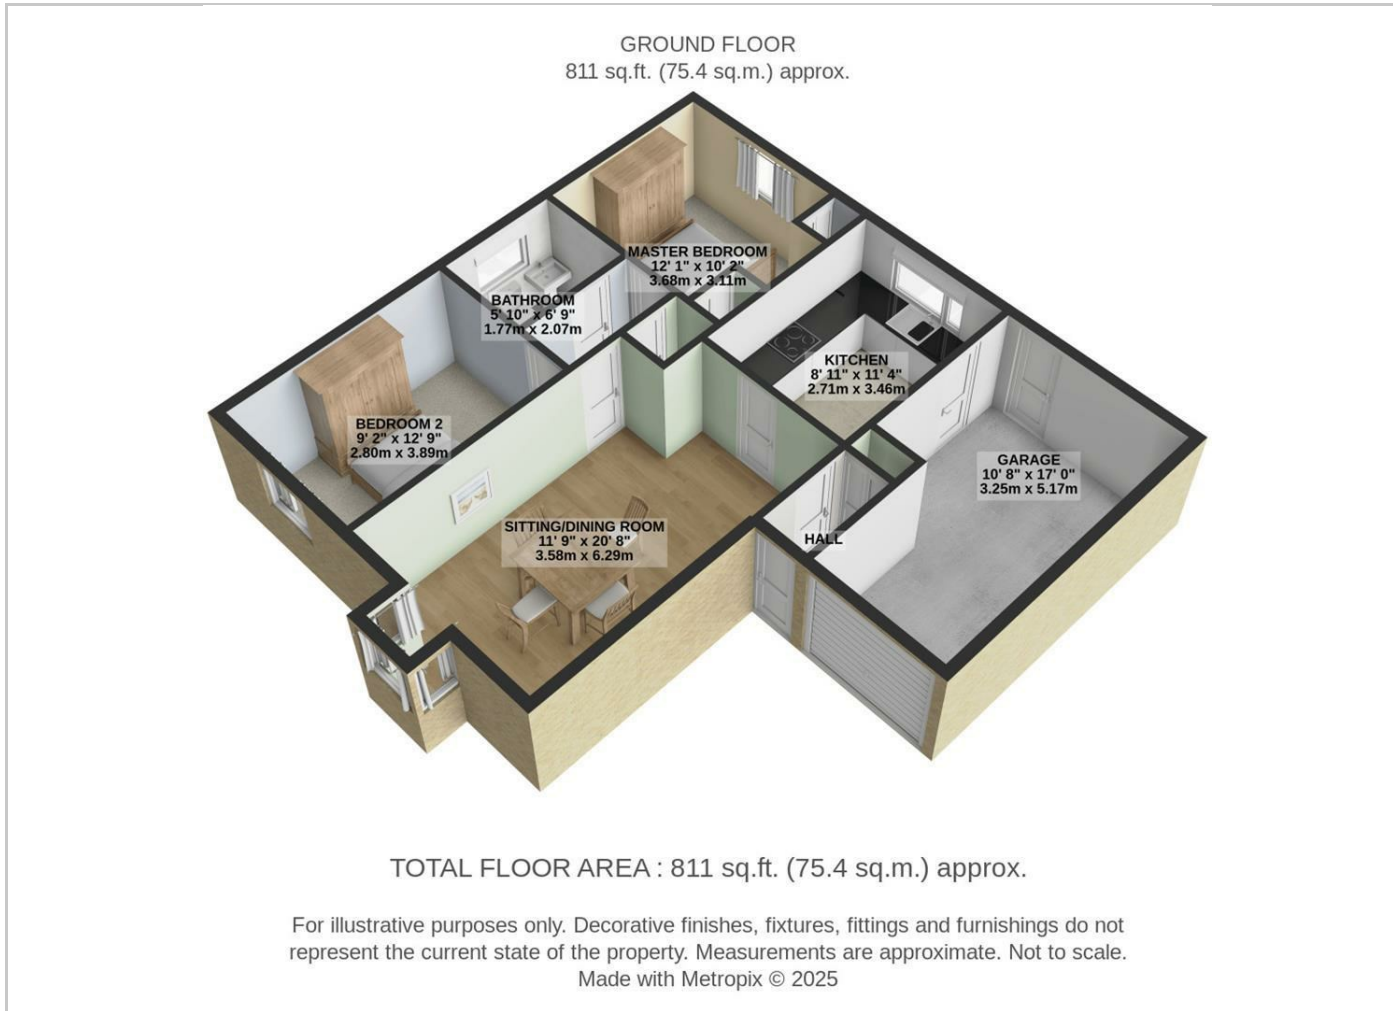 GROUND FLOOR
811 sq.ft. (75.4 sq.m.) approx.
MASTER BEDROOM
12' 1" x 10' 2"
3.68m x 3.11m
BATHROOM
5' 10" x 6' 9"
1.77m x 2.07m
KITCHEN
8' 11" x 11' 4"
2.71m x 3.46m
BEDROOM 2
9' 2" x 12' 9"
2.80m x 3.89m
GARAGE
10' 8" x 17' 0"
3.25m x 5.17m
SITTING/DINING ROOM
11' 9" x 20' 8"
3.58m x 6.29m
HALL
TOTAL FLOOR AREA : 811 sq.ft. (75.4 sq.m.) approx.
For illustrative purposes only. Decorative finishes, fixtures, fittings and furnishings do not
represent the current state of the property. Measurements are approximate. Not to scale.
Made with Metropix © 2025